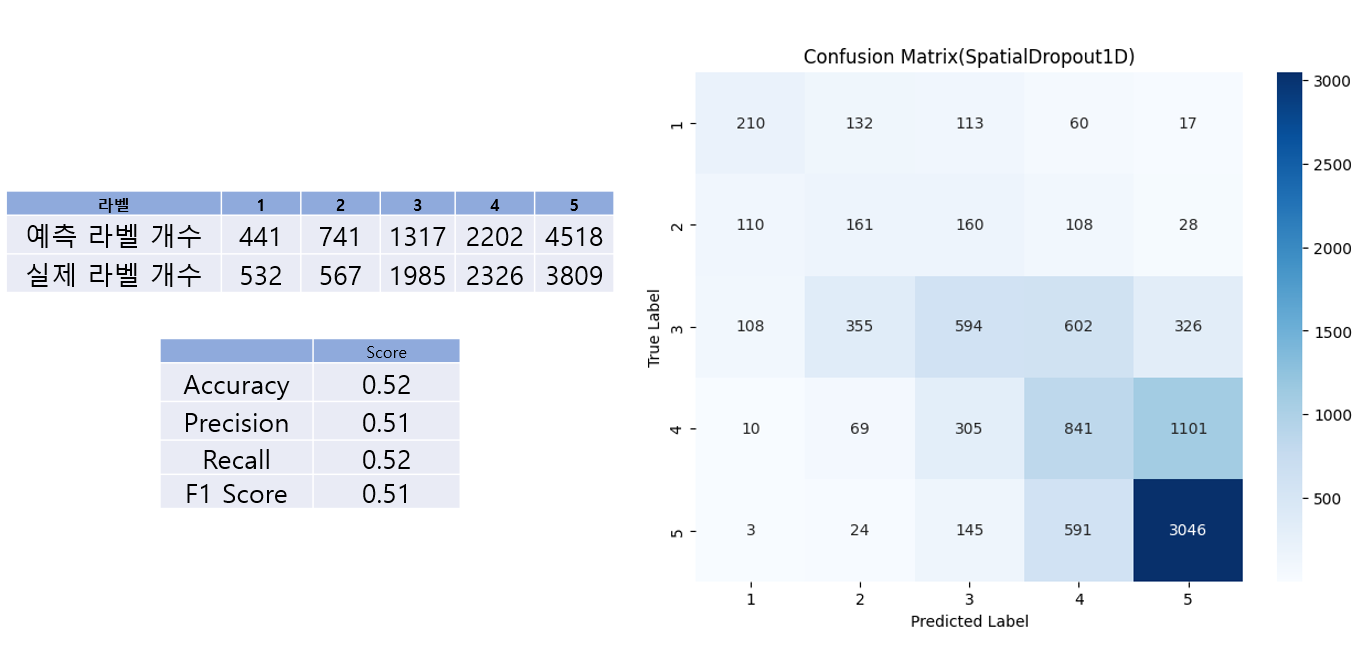 라벨 1 2 3 4 5
예측 라벨 개수 441 741 1317 2202 4518
실제 라벨 개수 532 567 1985 2326 3809
Score
Accuracy 0.52
Precision 0.51
Recall 0.52
F1 Score 0.51
Confusion Matrix(SpatialDropout1D)
True Label
1 210 132 113 60 17
2 110 161 160 108 28
3 108 355 594 602 326
4 10 69 305 841 1101
5 3 24 145 591 3046
1 2 3 4 5
Predicted Label
3000
2500
2000
1500
1000
500